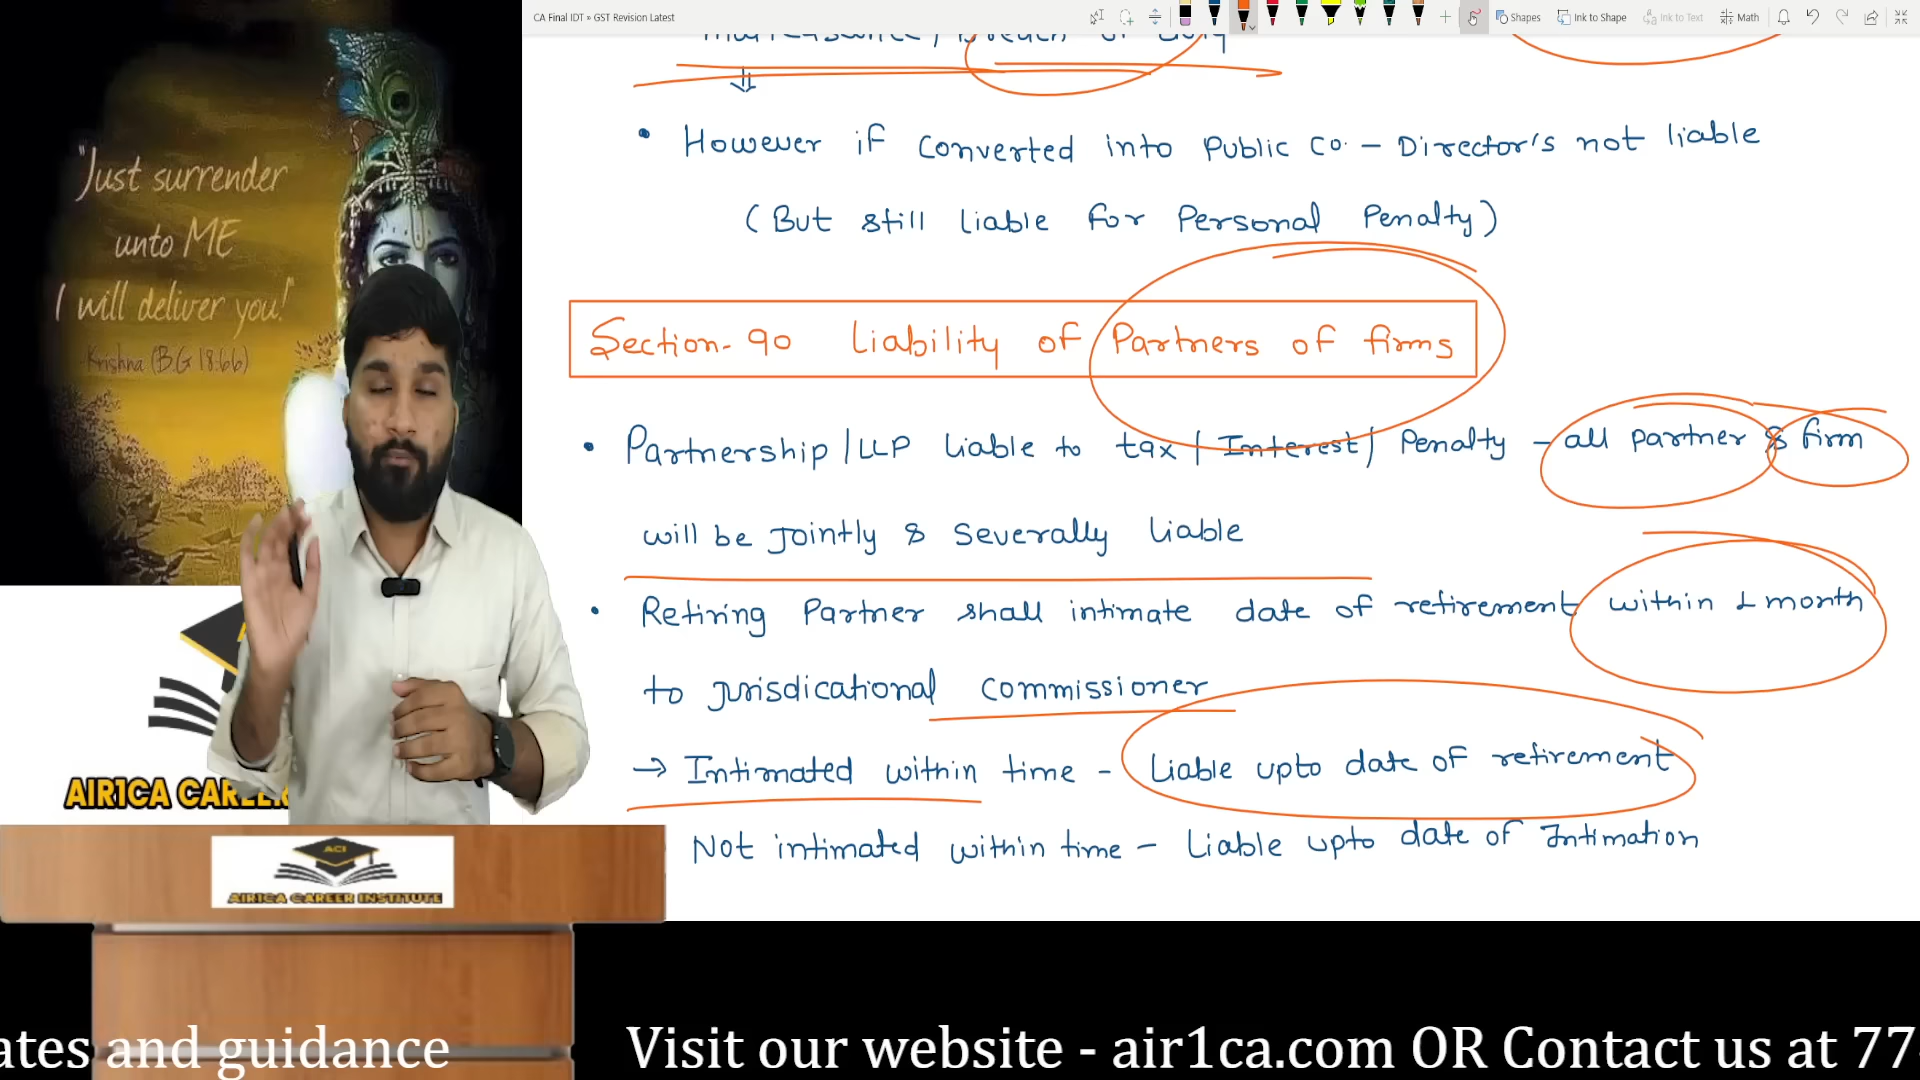 CA Final IDT » GST Revision Latest
Shapes
Ink to Shape
Ink to Text
Math
"Just surrender
unto ME
I will deliver you!"
- Krishna (B.G 18:66)
• However if converted into Public Co. - Director's not liable
(But still liable for Personal Penalty)
Section-90 Liability of Partners of firms
• Partnership/LLP liable to tax/Interest/Penalty - all partner & firm
will be jointly & severally liable
• Retiring Partner shall intimate date of retirement within 1 month
to jurisdicational commissioner
→ Intimated within time - Liable upto date of retirement
Not intimated within time - Liable upto date of Intimation
AIR1CA CAREER
ACI
AIR1CA CAREER INSTITUTE
ates and guidance Visit our website - air1ca.com OR Contact us at 77